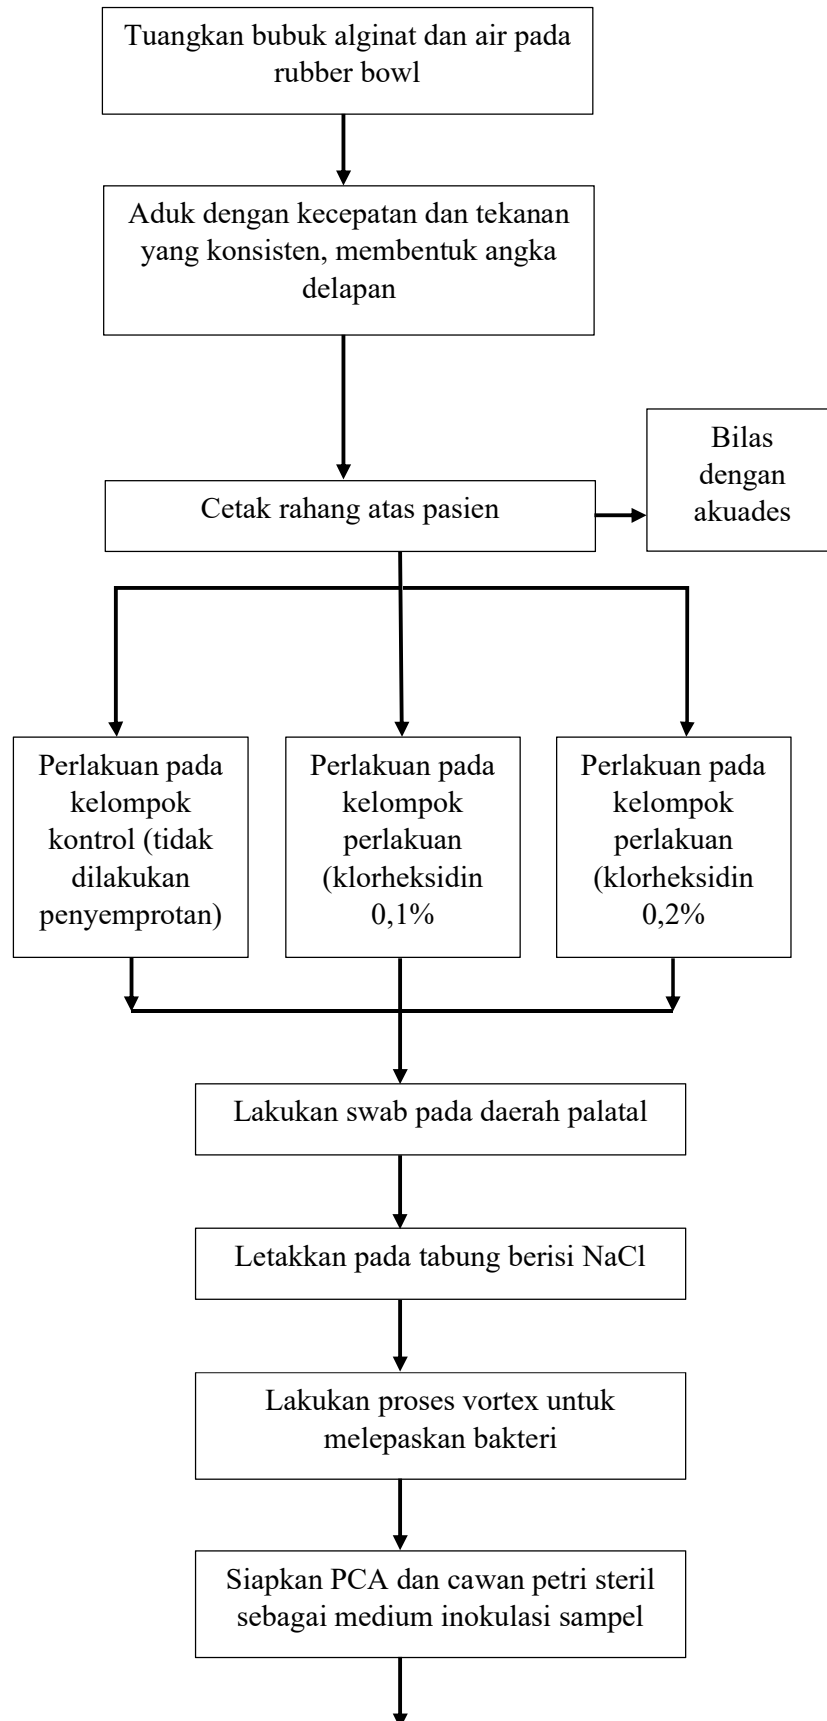 Tuangkan bubuk alginat dan air pada
rubber bowl
Aduk dengan kecepatan dan tekanan
yang konsisten, membentuk angka
delapan
Cetak rahang atas pasien
Bilas
dengan
akuades
Perlakuan pada
kelompok
kontrol (tidak
dilakukan
penyemprotan)
Perlakuan pada
kelompok
perlakuan
(klorheksidin
0,1%
Perlakuan pada
kelompok
perlakuan
(klorheksidin
0,2%
Lakukan swab pada daerah palatal
Letakkan pada tabung berisi NaCl
Lakukan proses vortex untuk
melepaskan bakteri
Siapkan PCA dan cawan petri steril
sebagai medium inokulasi sampel